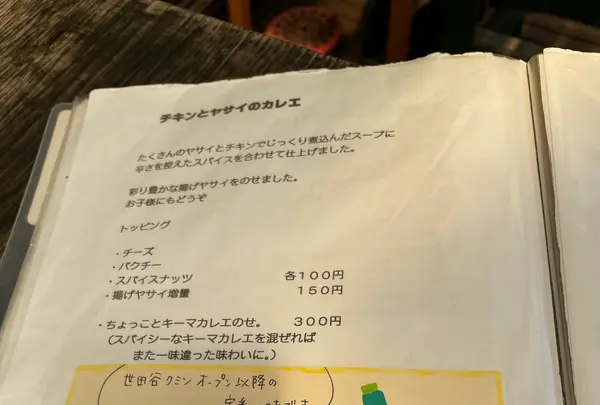 チキンとヤサイのカレエ
たくさんのヤサイとチキンでじっくり煮込んだスープに
辛さを控えたスパイスを合わせて仕上げました。
彩り豊かな揚げヤサイをのせました。
お子様にもどうぞ
トッピング
・チーズ
・パクチー
・スパイスナッツ 各１００円
・揚げヤサイ増量 １５０円
・ちょっことキーマカレエのせ。 ３００円
（スパイシーなキーマカレエを混ぜれば
また一味違った味わいに。）
世田谷クミン オープン以降の